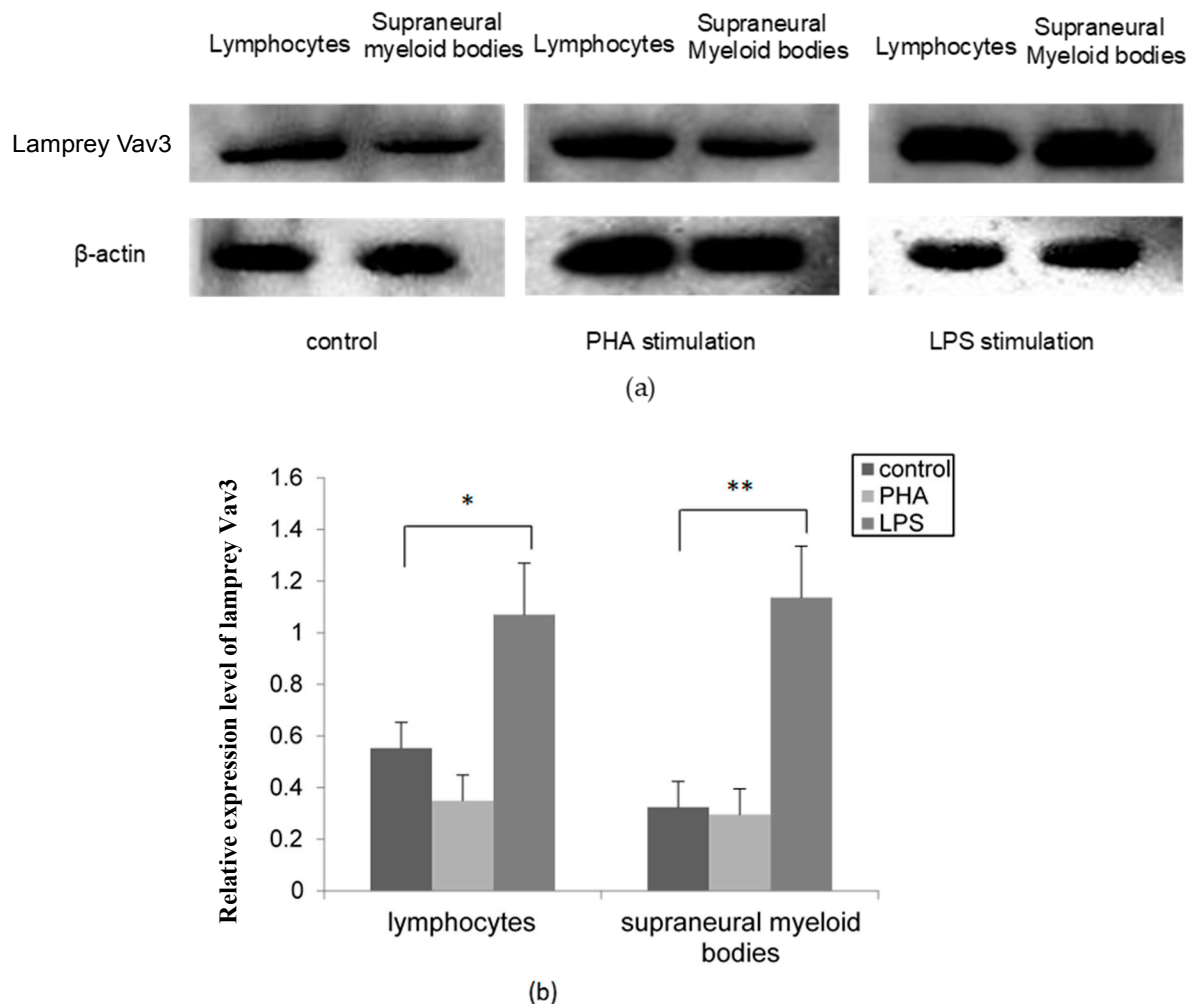 Lymphocytes Supraneural myeloid bodies Lymphocytes Supraneural Myeloid bodies Lymphocytes Supraneural Myeloid bodies
Lamprey Vav3
β-actin
control PHA stimulation LPS stimulation
(a)
Relative expression level of lamprey Vav3
1.6
1.4
1.2
1
0.8
0.6
0.4
0.2
0
*
**
control
PHA
LPS
lymphocytes supraneural myeloid
bodies
(b)